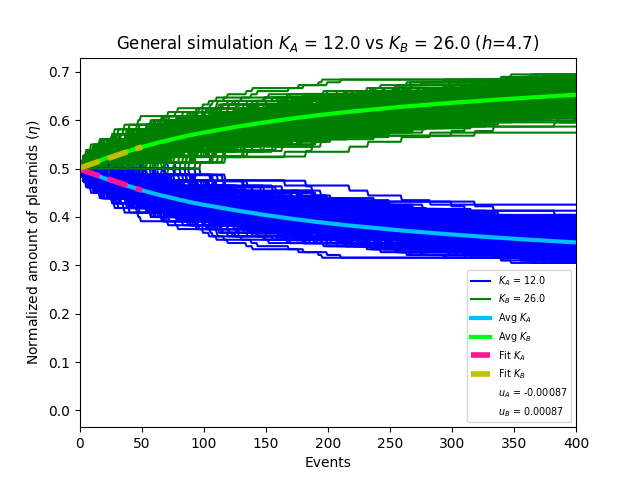 General simulation K_A = 12.0 vs K_B = 26.0 (h=4.7)
Normalized amount of plasmids (η)
0.7
0.6
0.5
0.4
0.3
0.2
0.1
0.0
K_A = 12.0
K_B = 26.0
Avg K_A
Avg K_B
Fit K_A
Fit K_B
u_A = -0.00087
u_B = 0.00087
0 50 100 150 200 250 300 350 400
Events